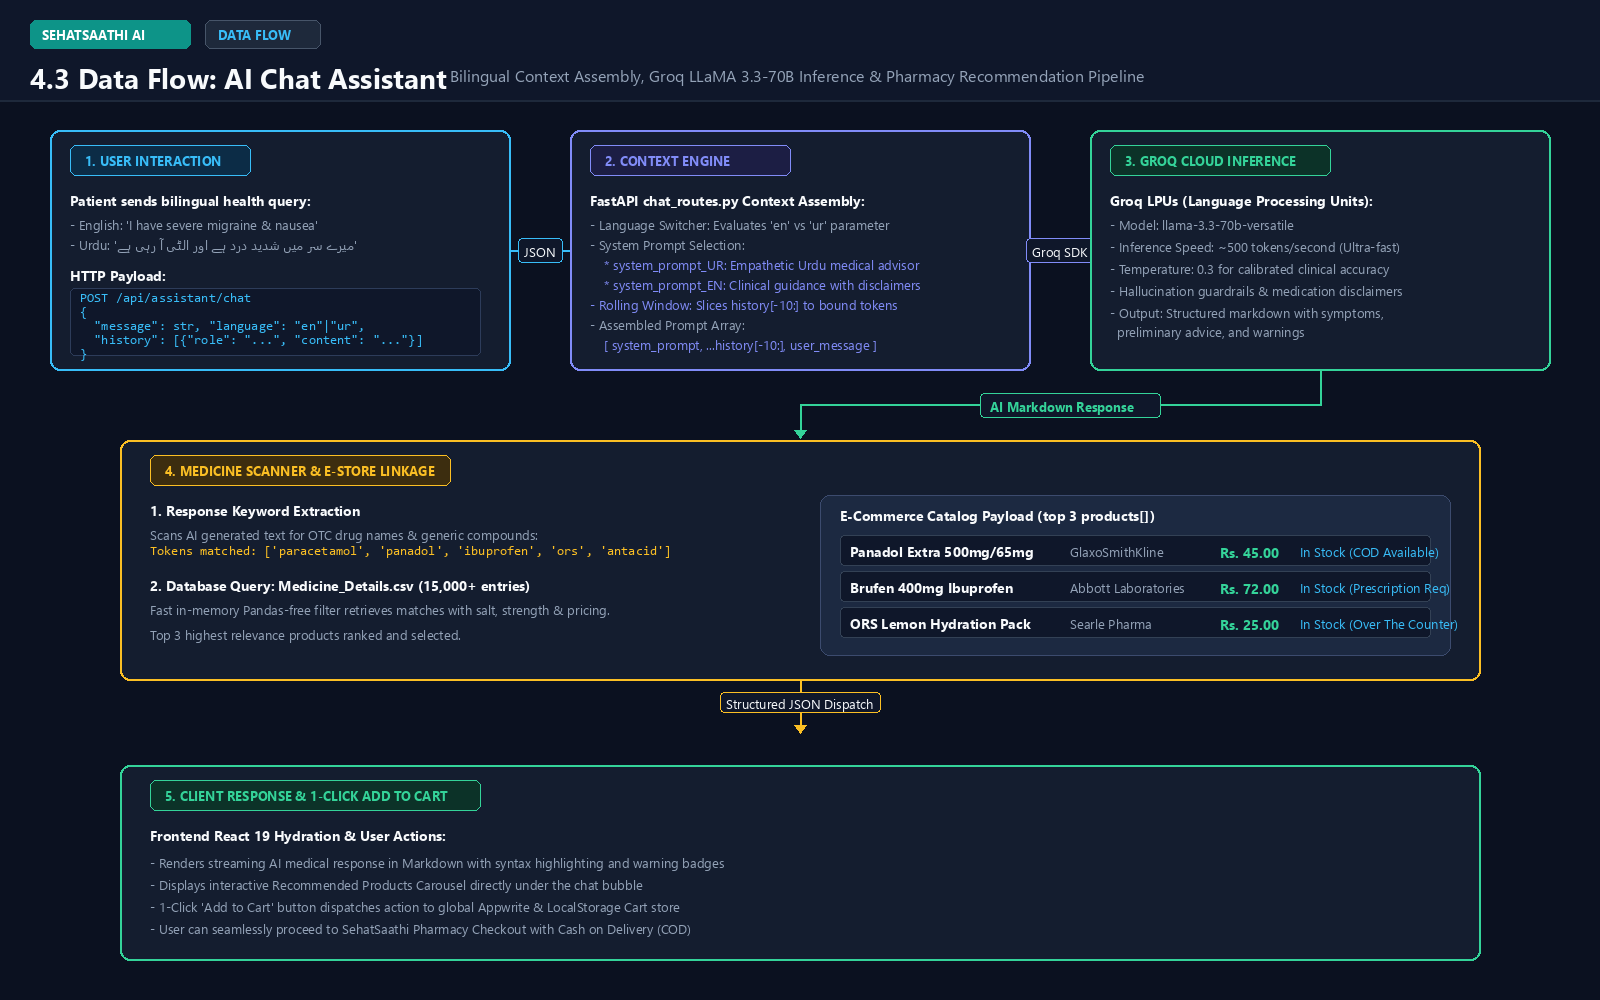 SEHATSAATHI AI
DATA FLOW
4.3 Data Flow: AI Chat Assistant
Bilingual Context Assembly, Groq LLaMA 3.3-70B Inference & Pharmacy Recommendation Pipeline
1. USER INTERACTION
Patient sends bilingual health query:
- English: 'I have severe migraine & nausea'
- Urdu: 'میرے سر میں شدید درد ہے اور الٹی آ رہی ہے'
HTTP Payload:
POST /api/assistant/chat
{
"message": str, "language": "en"|"ur",
"history": [{"role": "...", "content": "..."}]
}
JSON
2. CONTEXT ENGINE
FastAPI chat_routes.py Context Assembly:
- Language Switcher: Evaluates 'en' vs 'ur' parameter
- System Prompt Selection:
* system_prompt_UR: Empathetic Urdu medical advisor
* system_prompt_EN: Clinical guidance with disclaimers
- Rolling Window: Slices history[-10:] to bound tokens
- Assembled Prompt Array:
[ system_prompt, ...history[-10:], user_message ]
Groq SDK
3. GROQ CLOUD INFERENCE
Groq LPUs (Language Processing Units):
- Model: llama-3.3-70b-versatile
- Inference Speed: ~500 tokens/second (Ultra-fast)
- Temperature: 0.3 for calibrated clinical accuracy
- Hallucination guardrails & medication disclaimers
- Output: Structured markdown with symptoms,
preliminary advice, and warnings
AI Markdown Response
4. MEDICINE SCANNER & E-STORE LINKAGE
1. Response Keyword Extraction
Scans AI generated text for OTC drug names & generic compounds:
Tokens matched: ['paracetamol', 'panadol', 'ibuprofen', 'ors', 'antacid']
2. Database Query: Medicine_Details.csv (15,000+ entries)
Fast in-memory Pandas-free filter retrieves matches with salt, strength & pricing.
Top 3 highest relevance products ranked and selected.
E-Commerce Catalog Payload (top 3 products[])
Panadol Extra 500mg/65mg GlaxoSmithKline Rs. 45.00 In Stock (COD Available)
Brufen 400mg Ibuprofen Abbott Laboratories Rs. 72.00 In Stock (Prescription Req)
ORS Lemon Hydration Pack Searle Pharma Rs. 25.00 In Stock (Over The Counter)
Structured JSON Dispatch
5. CLIENT RESPONSE & 1-CLICK ADD TO CART
Frontend React 19 Hydration & User Actions:
- Renders streaming AI medical response in Markdown with syntax highlighting and warning badges
- Displays interactive Recommended Products Carousel directly under the chat bubble
- 1-Click 'Add to Cart' button dispatches action to global Appwrite & LocalStorage Cart store
- User can seamlessly proceed to SehatSaathi Pharmacy Checkout with Cash on Delivery (COD)